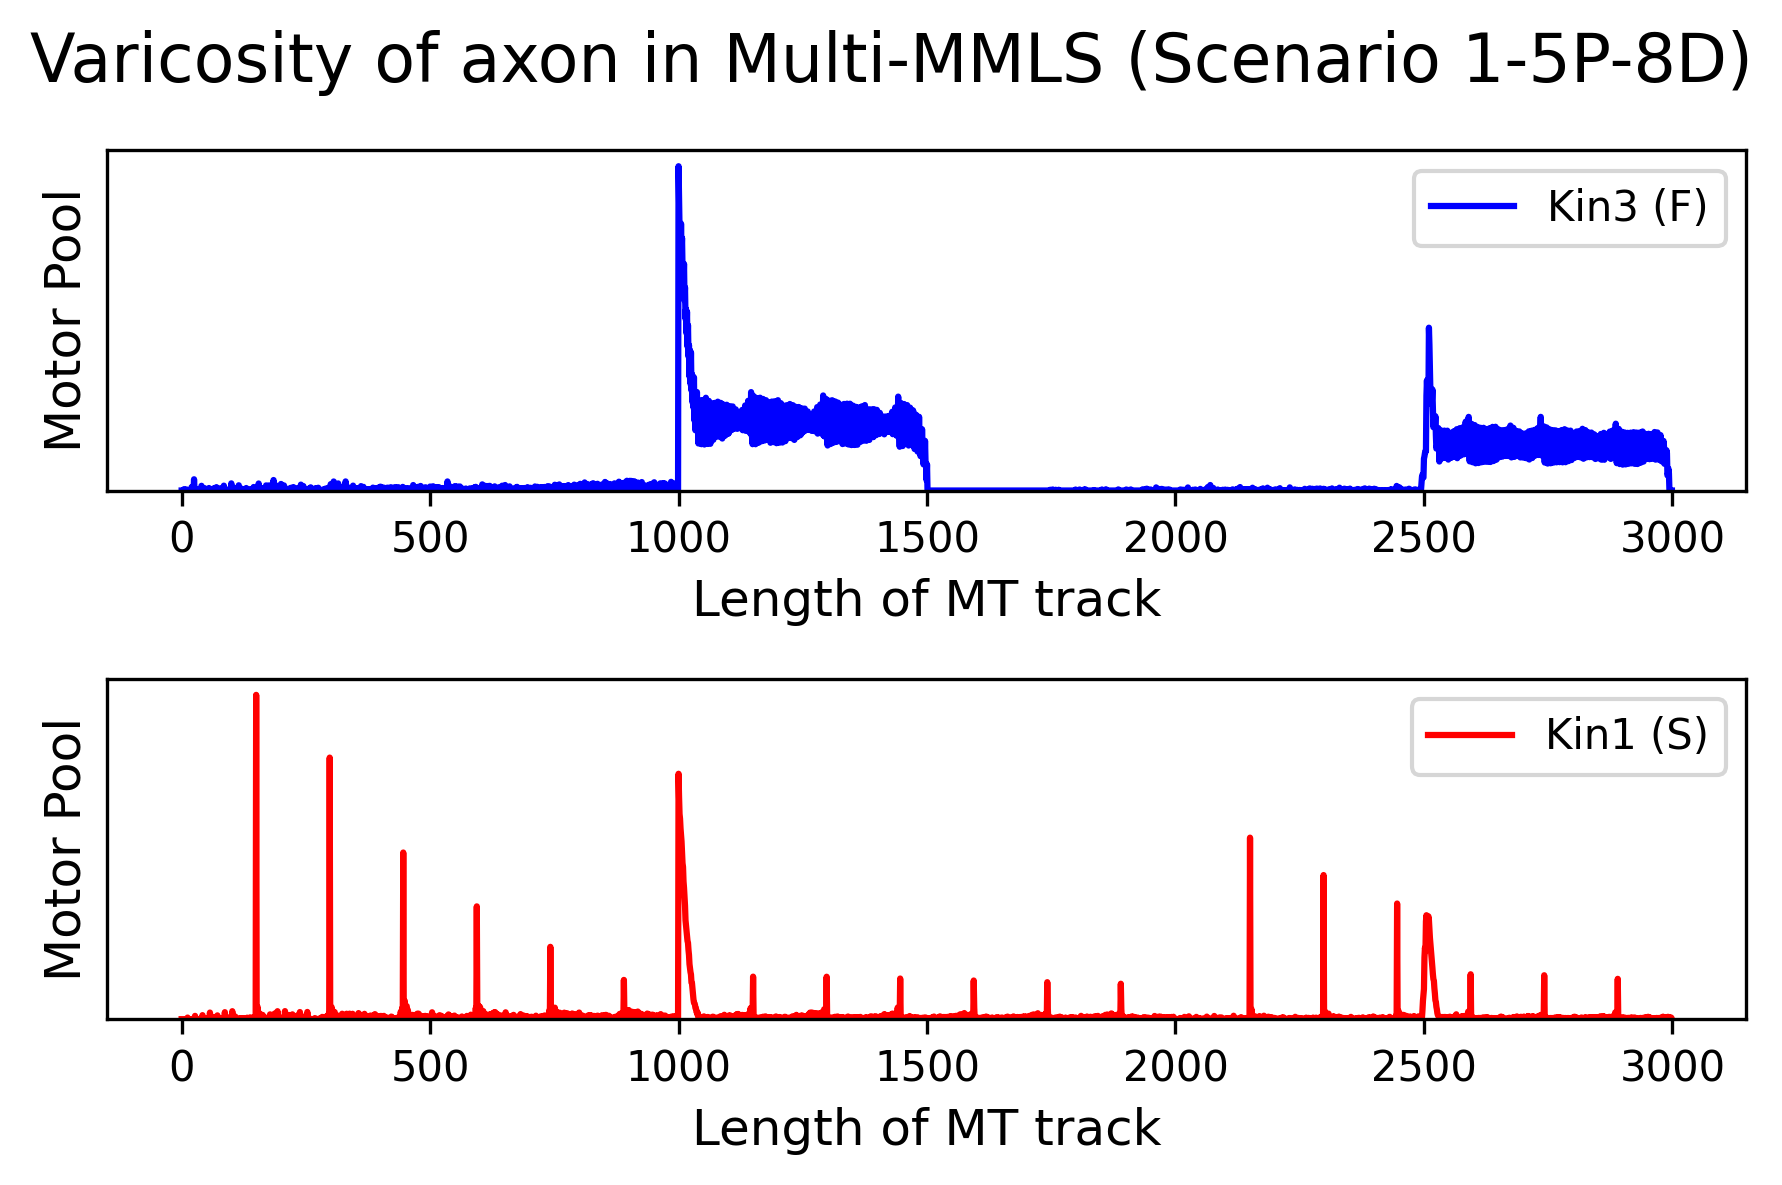 Varicosity of axon in Multi-MMLS (Scenario 1-5P-8D)
Motor Pool
Kin3 (F)
0 500 1000 1500 2000 2500 3000
Length of MT track
Motor Pool
Kin1 (S)
0 500 1000 1500 2000 2500 3000
Length of MT track